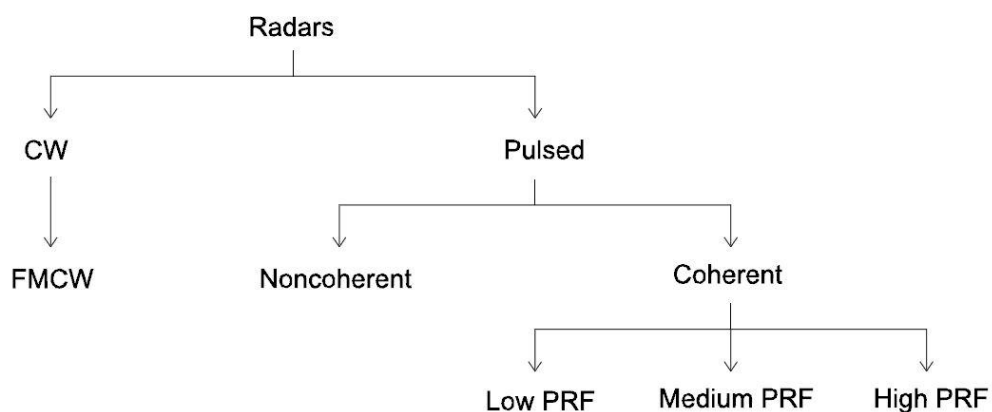 Radars
CW
Pulsed
FMCW
Noncoherent
Coherent
Low PRF
Medium PRF
High PRF